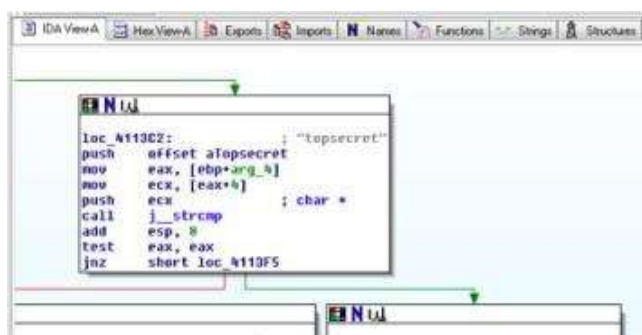 IDA View-A Hex View-A Exports Imports N Names Functions Strings Structures
N
loc_4113C2: ; "topsecret"
push offset aTopsecret
mov eax, [ebp+arg_4]
mov ecx, [eax+4]
push ecx ; char *
call j__strcmp
add esp, 8
test eax, eax
jnz short loc_4113F5
N
N